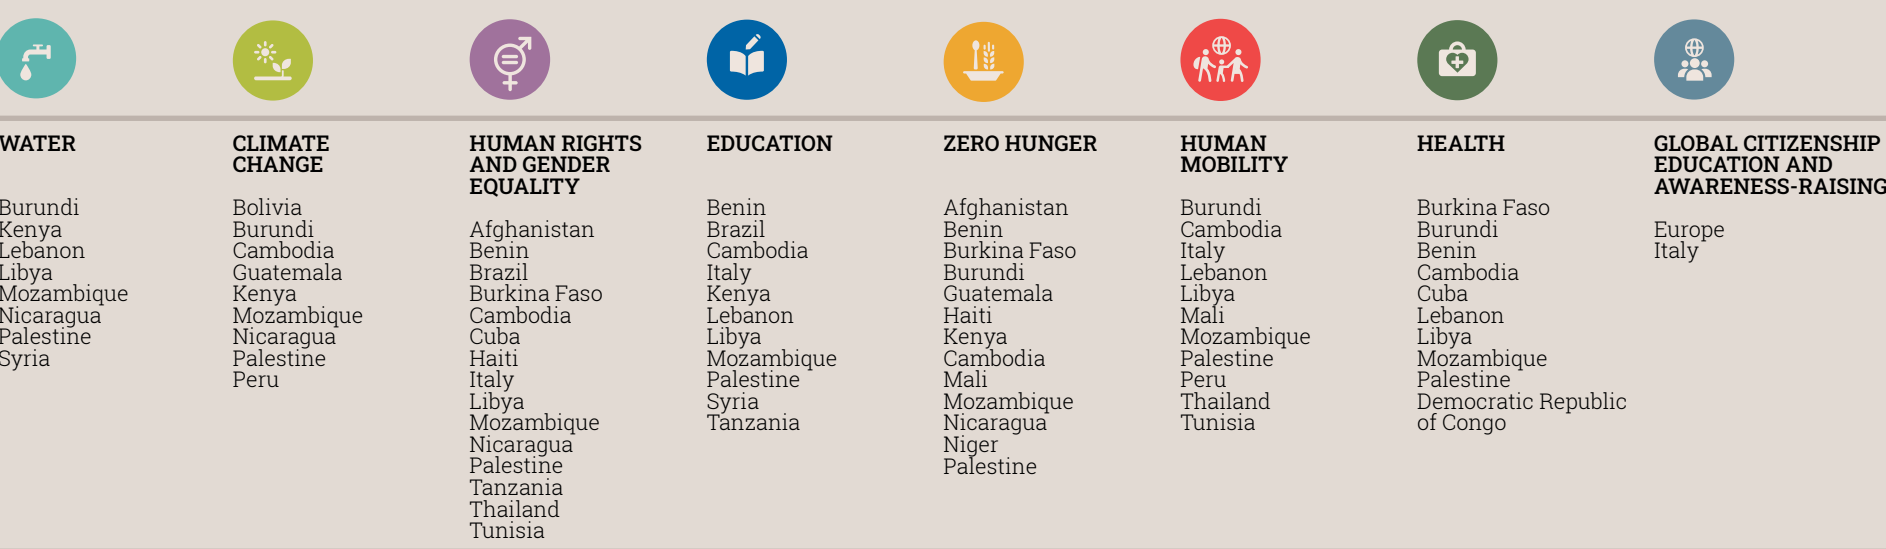 WATER
Burundi
Kenya
Lebanon
Libya
Mozambique
Nicaragua
Palestine
Syria
CLIMATE
CHANGE
Bolivia
Burundi
Cambodia
Guatemala
Kenya
Mozambique
Nicaragua
Palestine
Peru
HUMAN RIGHTS
AND GENDER
EQUALITY
Afghanistan
Benin
Brazil
Burkina Faso
Cambodia
Cuba
Haiti
Italy
Libya
Mozambique
Nicaragua
Palestine
Tanzania
Thailand
Tunisia
EDUCATION
Benin
Brazil
Cambodia
Italy
Kenya
Lebanon
Libya
Mozambique
Palestine
Syria
Tanzania
ZERO HUNGER
Afghanistan
Benin
Burkina Faso
Burundi
Guatemala
Haiti
Kenya
Cambodia
Mali
Mozambique
Nicaragua
Niger
Palestine
HUMAN
MOBILITY
Burundi
Cambodia
Italy
Lebanon
Libya
Mali
Mozambique
Palestine
Peru
Thailand
Tunisia
HEALTH
Burkina Faso
Burundi
Benin
Cambodia
Cuba
Lebanon
Libya
Mozambique
Palestine
Democratic Republic
of Congo
GLOBAL CITIZENSHIP
EDUCATION AND
AWARENESS-RAISING
Europe
Italy